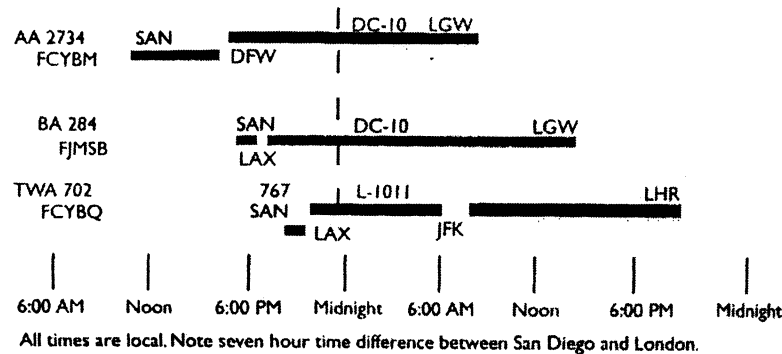 DC-10 LGW
AA 2734 SAN
FCYBM DFW
BA 284 SAN DC-10 LGW
FJMSB
LAX
TWA 702 767 L-1011 LHR
FCYBQ SAN
LAX JFK
6:00 AM Noon 6:00 PM Midnight 6:00 AM Noon 6:00 PM Midnight
All times are local. Note seven hour time difference between San Diego and London.